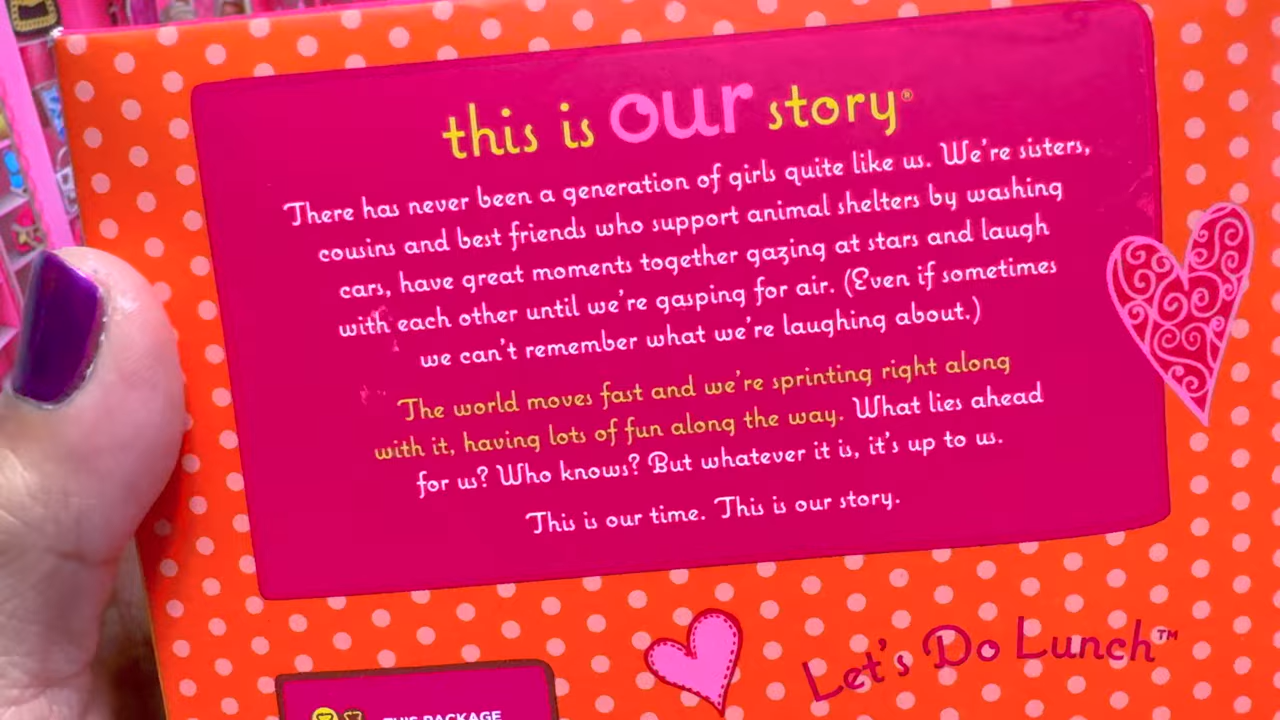 this is our story®
There has never been a generation of girls quite like us. We're sisters,
cousins and best friends who support animal shelters by washing
cars, have great moments together gazing at stars and laugh
with each other until we're gasping for air. (Even if sometimes
we can't remember what we're laughing about.)
The world moves fast and we're sprinting right along
with it, having lots of fun along the way. What lies ahead
for us? Who knows? But whatever it is, it's up to us.
This is our time. This is our story.
Let's Do Lunch™
THIS PACKAGE